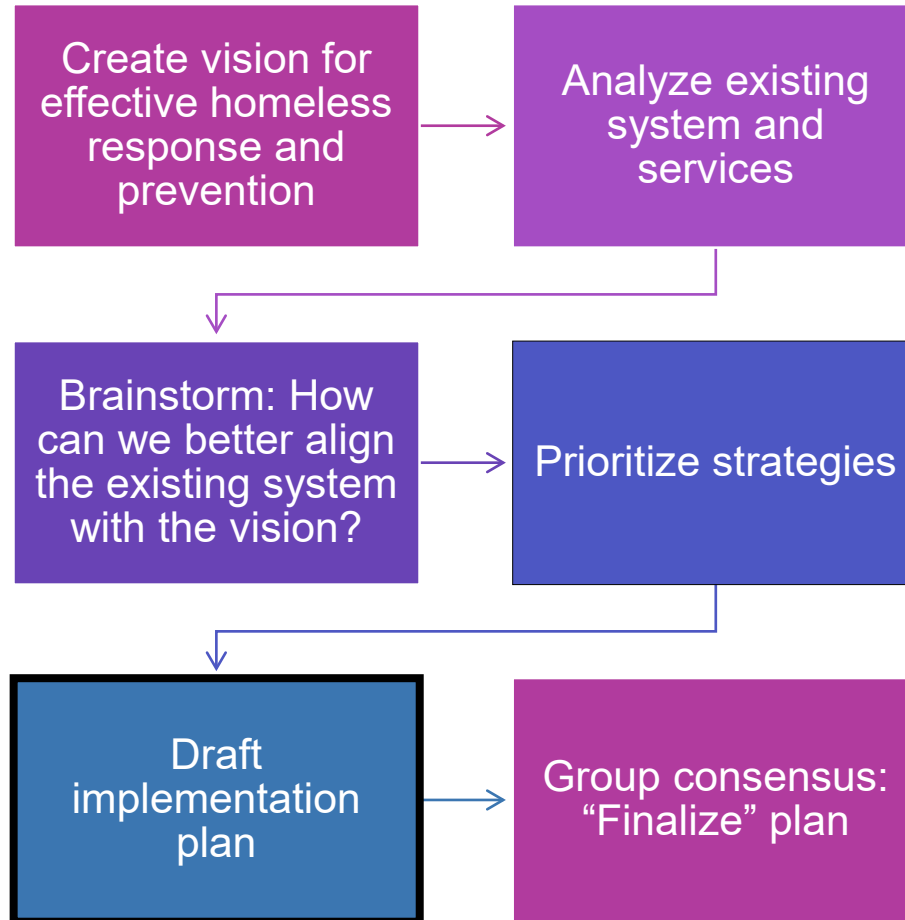 Create vision for
effective homeless
response and
prevention
Analyze existing
system and
services
Brainstorm: How
can we better align
the existing system
with the vision?
Prioritize strategies
Draft
implementation
plan
Group consensus:
“Finalize” plan